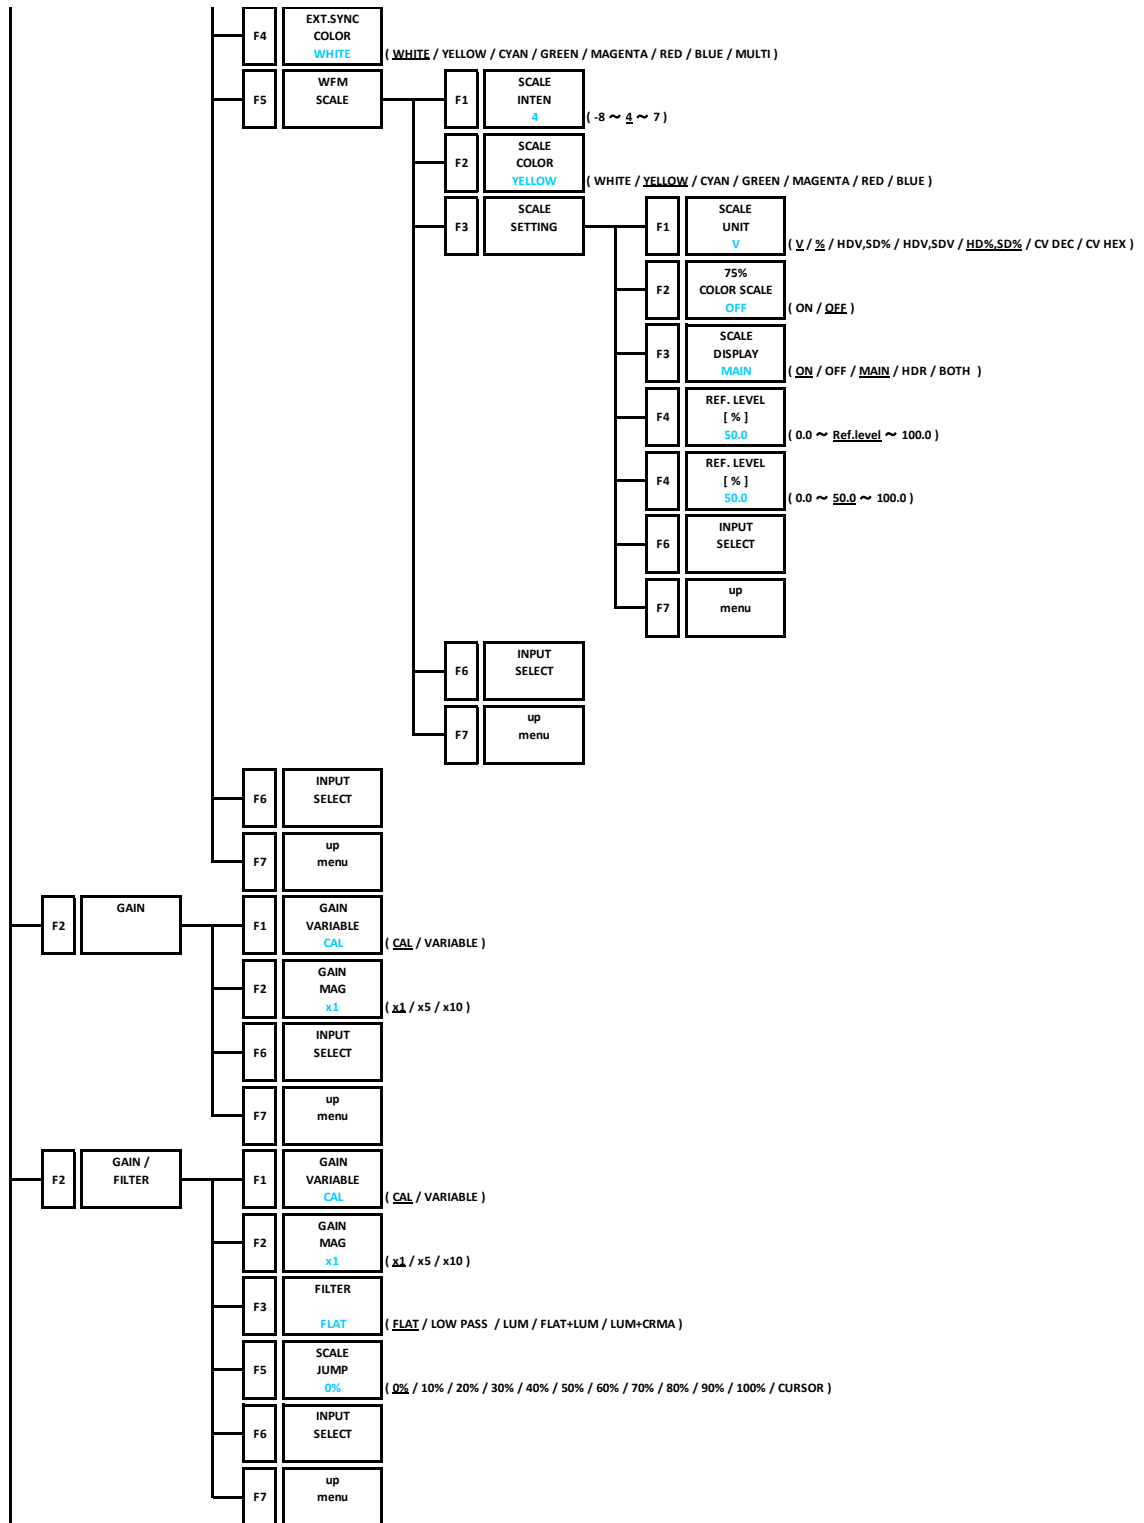 EXT.SYNC
F4 COLOR
WHITE ( WHITE / YELLOW / CYAN / GREEN / MAGENTA / RED / BLUE / MULTI )
WFM SCALE
F5 SCALE F1 INTEN
4 ( -8 ～ 4 ～ 7 )
SCALE
F2 COLOR
YELLOW ( WHITE / YELLOW / CYAN / GREEN / MAGENTA / RED / BLUE )
SCALE SCALE
F3 SETTING F1 UNIT
V ( V / % / HDV,SD% / HDV,SDV / HD%,SD% / CV DEC / CV HEX )
75%
F2 COLOR SCALE
OFF ( ON / OFF )
SCALE
F3 DISPLAY
MAIN ( ON / OFF / MAIN / HDR / BOTH )
REF. LEVEL
F4 [ % ]
50.0 ( 0.0 ～ Ref.level ～ 100.0 )
REF. LEVEL
F4 [ % ]
50.0 ( 0.0 ～ 50.0 ～ 100.0 )
INPUT
F6 SELECT
up
F7 menu
INPUT
F6 SELECT
up
F7 menu
INPUT
F6 SELECT
up
F7 menu
GAIN GAIN
F2 F1 VARIABLE
CAL ( CAL / VARIABLE )
GAIN
F2 MAG
x1 ( x1 / x5 / x10 )
INPUT
F6 SELECT
up
F7 menu
GAIN / GAIN
F2 FILTER F1 VARIABLE
CAL ( CAL / VARIABLE )
GAIN
F2 MAG
x1 ( x1 / x5 / x10 )
FILTER
F3
FLAT ( FLAT / LOW PASS / LUM / FLAT+LUM / LUM+CRMA )
SCALE
F5 JUMP
0% ( 0% / 10% / 20% / 30% / 40% / 50% / 60% / 70% / 80% / 90% / 100% / CURSOR )
INPUT
F6 SELECT
up
F7 menu